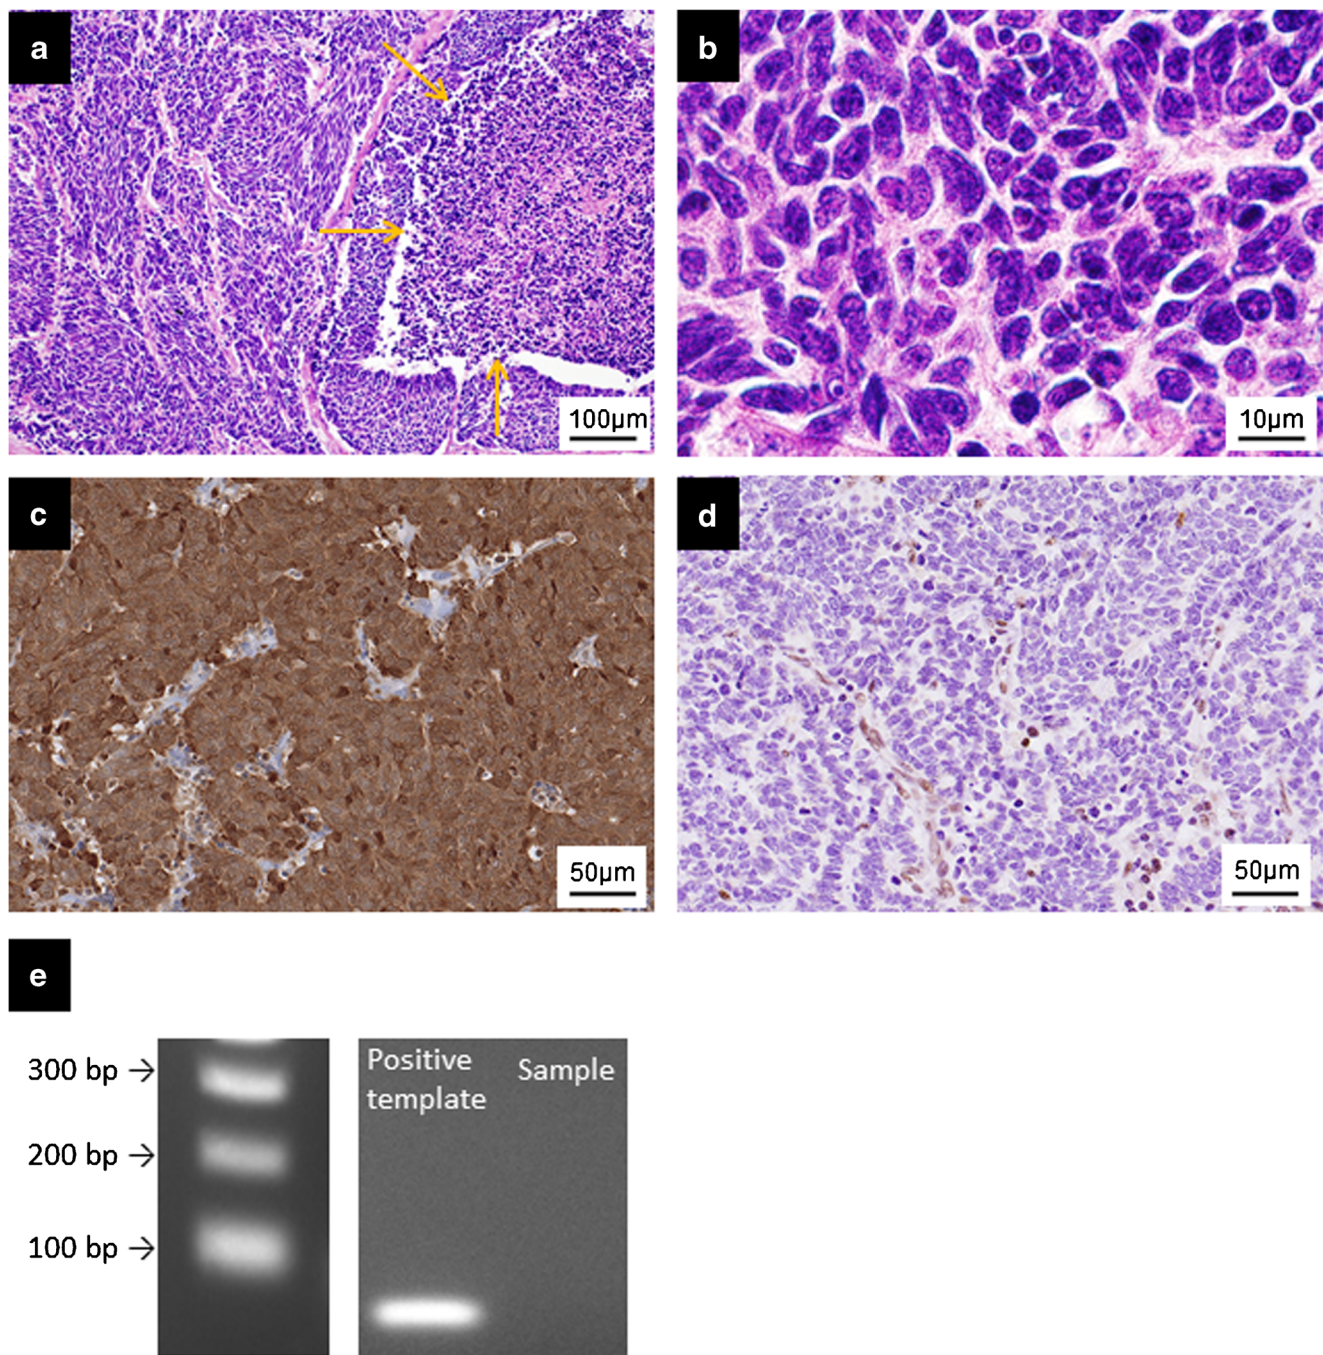 a
100μm
b
10μm
c
50μm
d
50μm
e
300 bp →
200 bp →
100 bp →
Positive
template
Sample